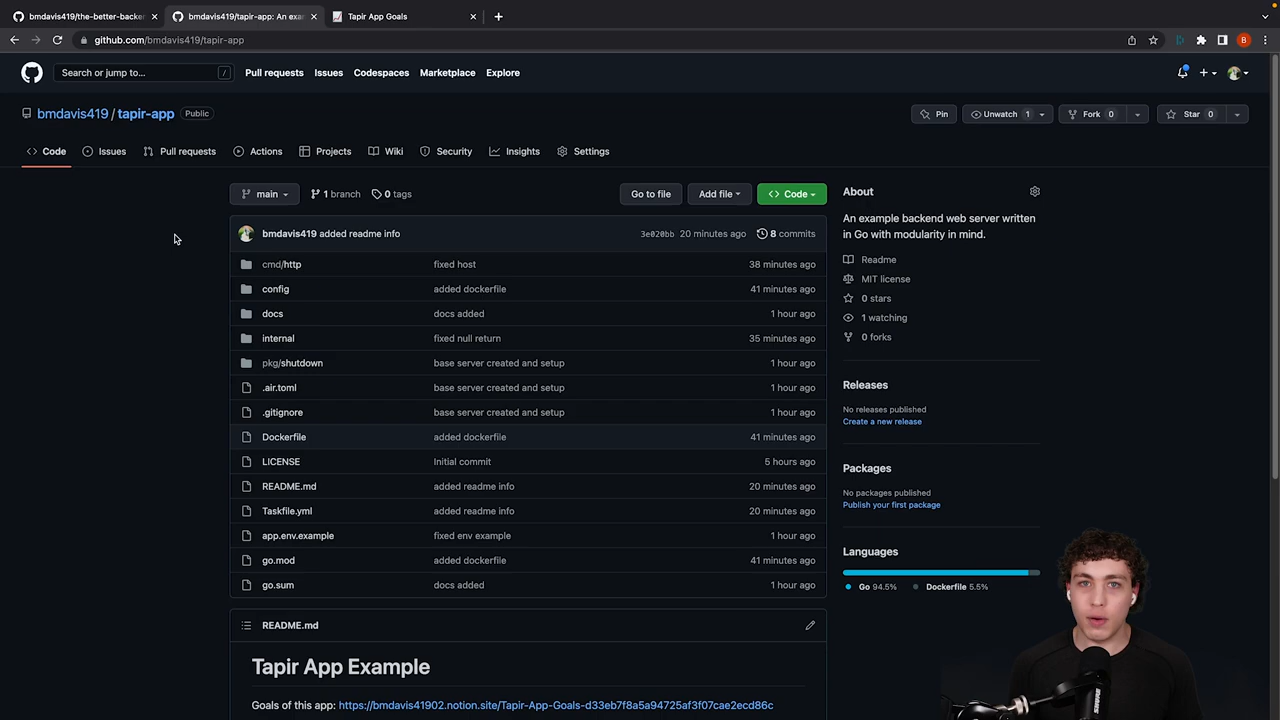 bmdavis419/the-better-backer
bmdavis419/tapir-app: An exa
Tapir App Goals
github.com/bmdavis419/tapir-app
B
Search or jump to...
/
Pull requests
Issues
Codespaces
Marketplace
Explore
bmdavis419 / tapir-app
Public
Pin
Unwatch 1
Fork 0
Star 0
Code
Issues
Pull requests
Actions
Projects
Wiki
Security
Insights
Settings
main
1 branch
0 tags
Go to file
Add file
Code
bmdavis419 added readme info 3e020bb 20 minutes ago 8 commits
cmd/http fixed host 38 minutes ago
config added dockerfile 41 minutes ago
docs docs added 1 hour ago
internal fixed null return 35 minutes ago
pkg/shutdown base server created and setup 1 hour ago
.air.toml base server created and setup 1 hour ago
.gitignore base server created and setup 1 hour ago
Dockerfile added dockerfile 41 minutes ago
LICENSE Initial commit 5 hours ago
README.md added readme info 20 minutes ago
Taskfile.yml added readme info 20 minutes ago
app.env.example fixed env example 1 hour ago
go.mod added dockerfile 41 minutes ago
go.sum docs added 1 hour ago
README.md
Tapir App Example
Goals of this app: https://bmdavis41902.notion.site/Tapir-App-Goals-d33eb7f8a5a94725af3f07cae2ecd86c
About
An example backend web server written
in Go with modularity in mind.
Readme
MIT license
0 stars
1 watching
0 forks
Releases
No releases published
Create a new release
Packages
No packages published
Publish your first package
Languages
Go 94.5%
Dockerfile 5.5%